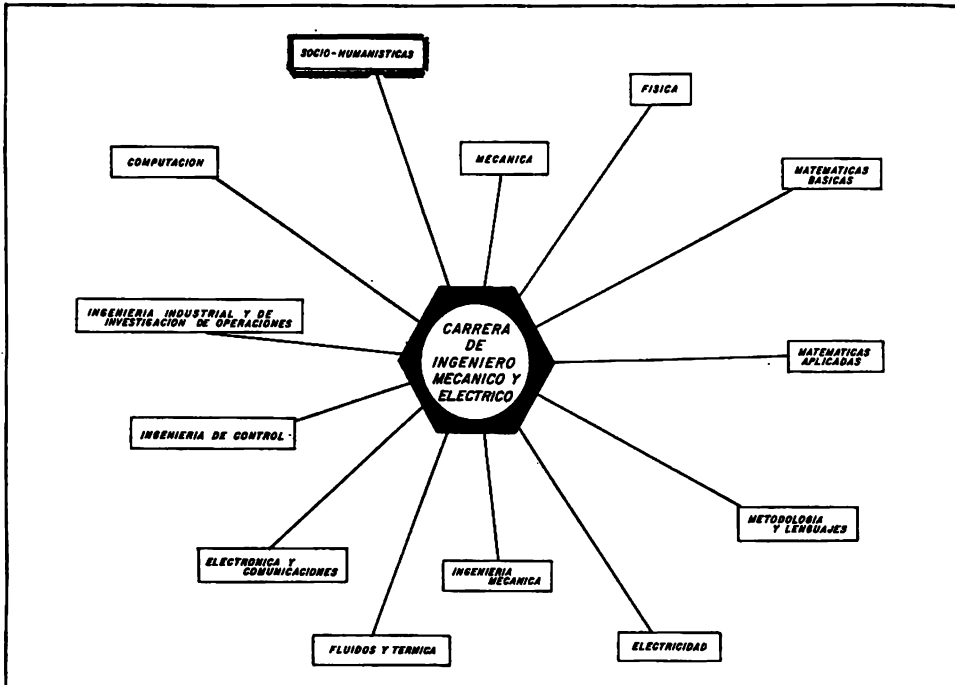 SOCIO-HUMANISTICAS
FISICA
COMPUTACION
MECANICA
MATEMATICAS
BASICAS
INGENIERIA INDUSTRIAL Y DE
INVESTIGACION DE OPERACIONES
CARRERA
DE
INGENIERO
MECANICO Y
ELECTRICO
MATEMATICAS
APLICADAS
INGENIERIA DE CONTROL
METODOLOGIA
Y LENGUAJES
ELECTRONICA Y
COMUNICACIONES
INGENIERIA
MECANICA
FLUIDOS Y TERMICA
ELECTRICIDAD